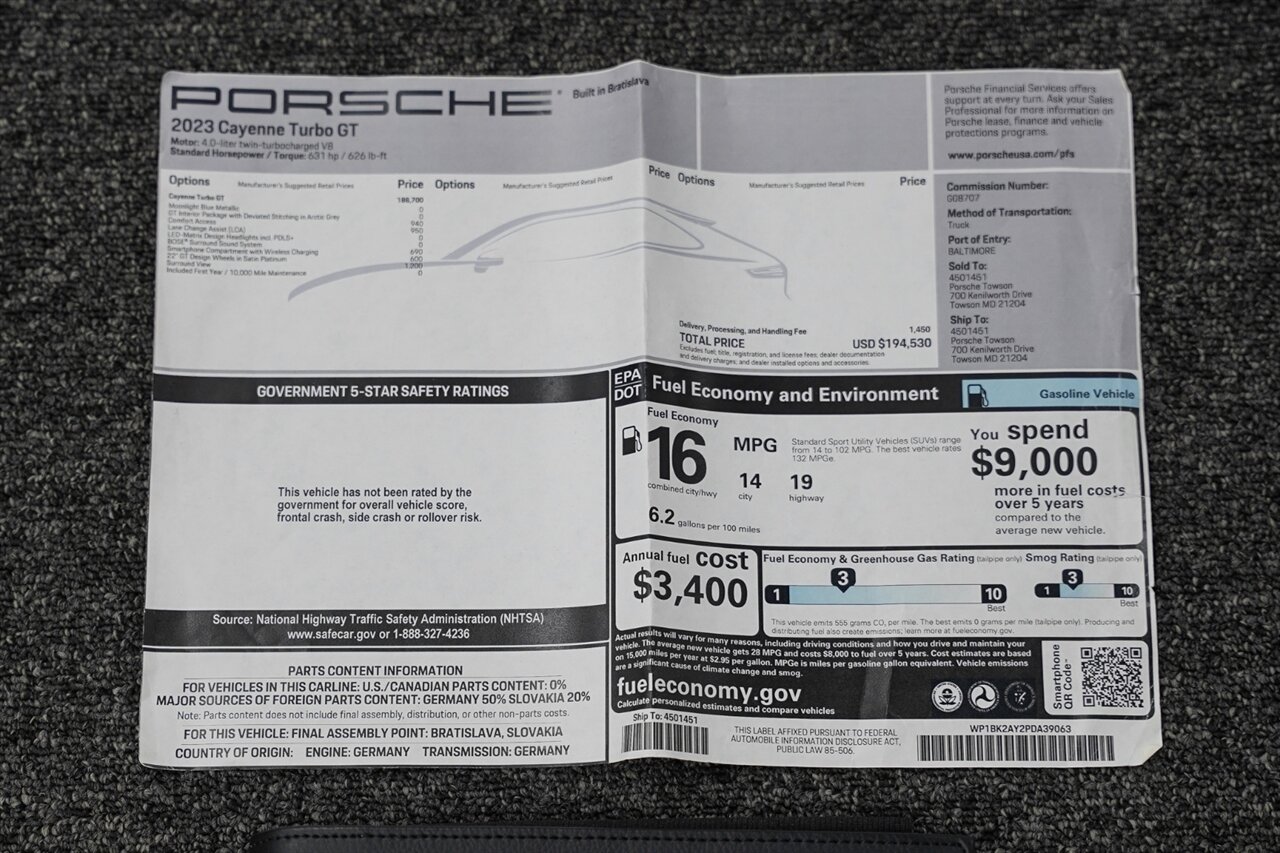 PORSCHE®
Built in Bratislava
2023 Cayenne Turbo GT
Motor: 4.0-liter twin-turbocharged V8
Standard Horsepower / Torque: 631 hp / 626 lb-ft
Porsche Financial Services offers
support at every turn. Ask your Sales
Professional for more information on
Porsche lease, finance and vehicle
protections programs.
www.porscheusa.com/pfs
Options Manufacturer's Suggested Retail Prices Price Options Manufacturer's Suggested Retail Prices Price Options Manufacturer's Suggested Retail Prices Price
Cayenne Turbo GT 188,700
Moonlight Blue Metallic 0
GT Interior Package with Deviated Stitching in Arctic Grey 0
Comfort Access 940
Lane Change Assist (LCA) 950
LED-Matrix Design Headlights incl. PDLS+ 0
BOSE® Surround Sound System 0
Smartphone Compartment with Wireless Charging 690
22" GT Design Wheels in Satin Platinum 600
Surround View 1,200
Included First Year / 10,000 Mile Maintenance 0
Delivery, Processing, and Handling Fee 1,450
TOTAL PRICE USD $194,530
Excludes fuel; title, registration, and license fees; dealer documentation
and delivery charges; and dealer installed options and accessories.
Commission Number:
GG8707
Method of Transportation:
Truck
Port of Entry:
BALTIMORE
Sold To:
4501451
Porsche Towson
700 Kenilworth Drive
Towson MD 21204
Ship To:
4501451
Porsche Towson
700 Kenilworth Drive
Towson MD 21204
GOVERNMENT 5-STAR SAFETY RATINGS
This vehicle has not been rated by the
government for overall vehicle score,
frontal crash, side crash or rollover risk.
Source: National Highway Traffic Safety Administration (NHTSA)
www.safecar.gov or 1-888-327-4236
PARTS CONTENT INFORMATION
FOR VEHICLES IN THIS CARLINE: U.S./CANADIAN PARTS CONTENT: 0%
MAJOR SOURCES OF FOREIGN PARTS CONTENT: GERMANY 50% SLOVAKIA 20%
Note: Parts content does not include final assembly, distribution, or other non-parts costs.
FOR THIS VEHICLE: FINAL ASSEMBLY POINT: BRATISLAVA, SLOVAKIA
COUNTRY OF ORIGIN: ENGINE: GERMANY TRANSMISSION: GERMANY
EPA
DOT
Fuel Economy and Environment
Gasoline Vehicle
Fuel Economy
16
combined city/hwy
MPG
14
city
19
highway
6.2 gallons per 100 miles
Standard Sport Utility Vehicles (SUVs) range
from 14 to 102 MPG. The best vehicle rates
132 MPGe.
You spend
$9,000
more in fuel costs
over 5 years
compared to the
average new vehicle.
Annual fuel cost
$3,400
Fuel Economy & Greenhouse Gas Rating (tailpipe only) Smog Rating (tailpipe only)
1 3 10
Best
1 3 10
Best
This vehicle emits 555 grams CO₂ per mile. The best emits 0 grams per mile (tailpipe only). Producing and
distributing fuel also create emissions; learn more at fueleconomy.gov.
Actual results will vary for many reasons, including driving conditions and how you drive and maintain your
vehicle. The average new vehicle gets 28 MPG and costs $8,000 to fuel over 5 years. Cost estimates are based
on 15,000 miles per year at $2.95 per gallon. MPGe is miles per gasoline gallon equivalent. Vehicle emissions
are a significant cause of climate change and smog.
fueleconomy.gov
Calculate personalized estimates and compare vehicles
Smartphone
QR Code™
Ship To: 4501451
THIS LABEL AFFIXED PURSUANT TO FEDERAL
AUTOMOBILE INFORMATION DISCLOSURE ACT,
PUBLIC LAW 85-506.
WP1BK2AY2PDA39063